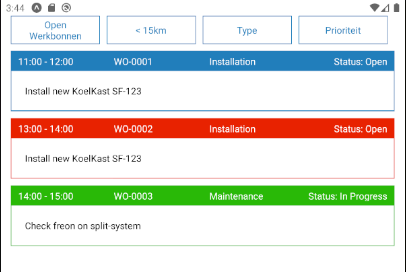 3:44
Open
Werkbonnen
< 15km
Type
Prioriteit
11:00 - 12:00 WO-0001 Installation Status: Open
Install new KoelKast SF-123
13:00 - 14:00 WO-0002 Installation Status: Open
Install new KoelKast SF-123
14:00 - 15:00 WO-0003 Maintenance Status: In Progress
Check freon on split-system